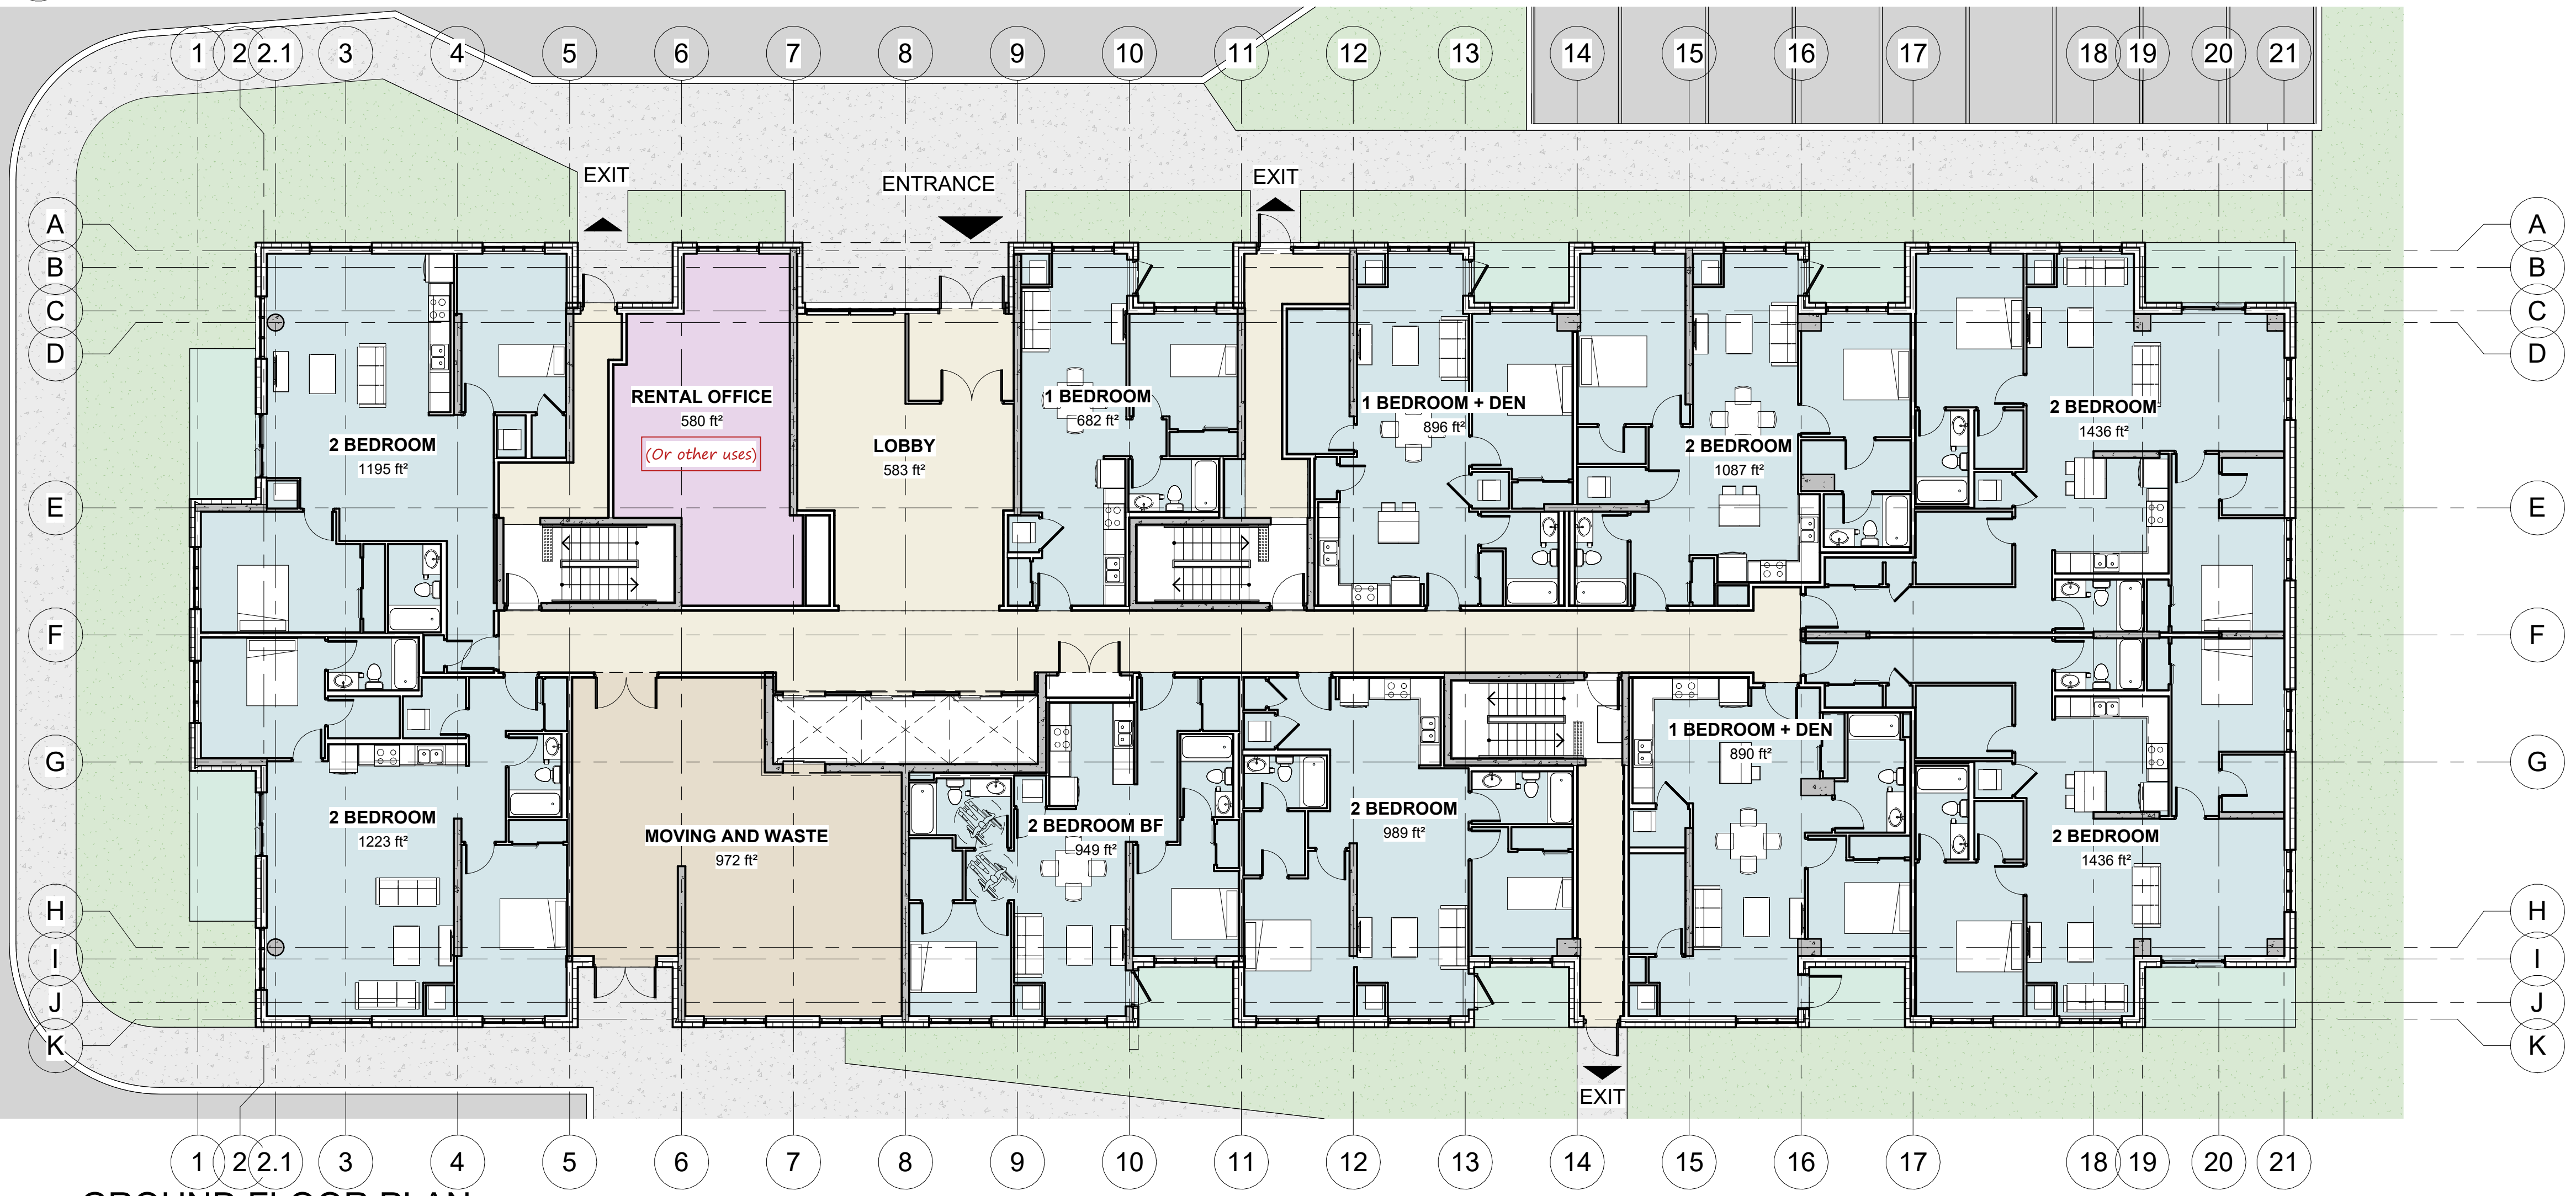 1 2 2.1 3 4 5 6 7 8 9 10 11 12 13 14 15 16 17 18 19 20 21
EXIT
ENTRANCE
EXIT
A
B
C
D
E
F
G
H
I
J
K
A
B
C
D
E
F
G
H
I
J
K
2 BEDROOM
1195 ft²
RENTAL OFFICE
580 ft²
(Or other uses)
LOBBY
583 ft²
1 BEDROOM
682 ft²
1 BEDROOM + DEN
896 ft²
2 BEDROOM
1087 ft²
2 BEDROOM
1436 ft²
2 BEDROOM
1223 ft²
MOVING AND WASTE
972 ft²
2 BEDROOM BF
949 ft²
2 BEDROOM
989 ft²
1 BEDROOM + DEN
890 ft²
2 BEDROOM
1436 ft²
EXIT
1 2 2.1 3 4 5 6 7 8 9 10 11 12 13 14 15 16 17 18 19 20 21
GROUND FLOOR PLAN